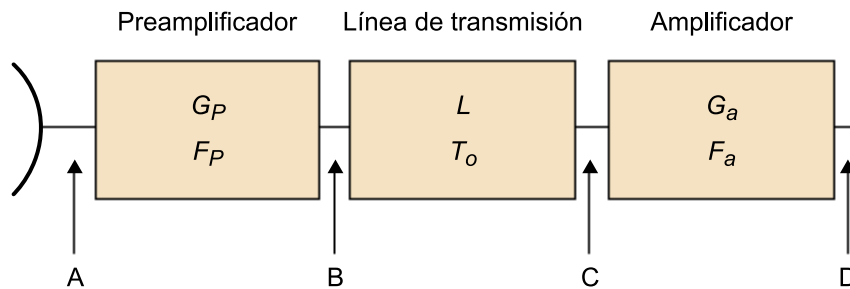 Preamplificador Línea de transmisión Amplificador
G_P L G_a
F_P T_o F_a
A B C D